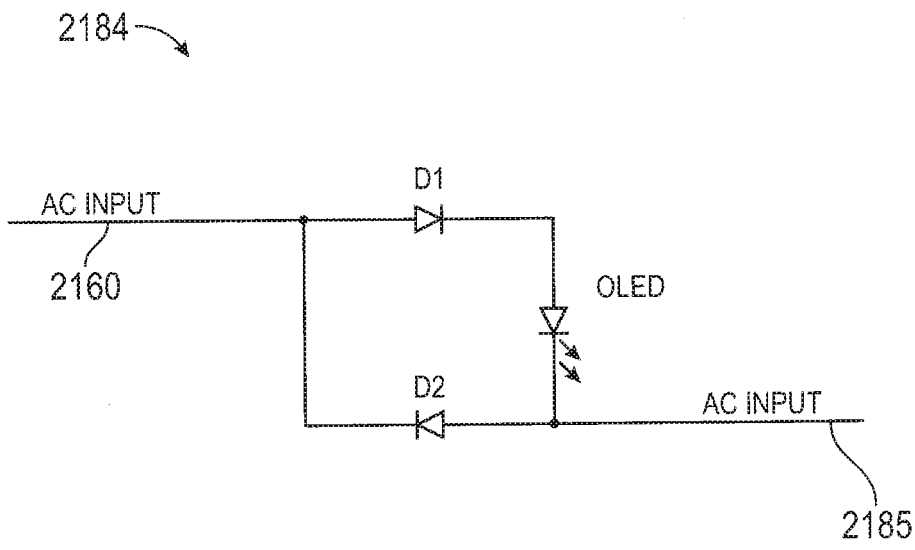 2184
D1
AC INPUT
2160
OLED
D2
AC INPUT
2185